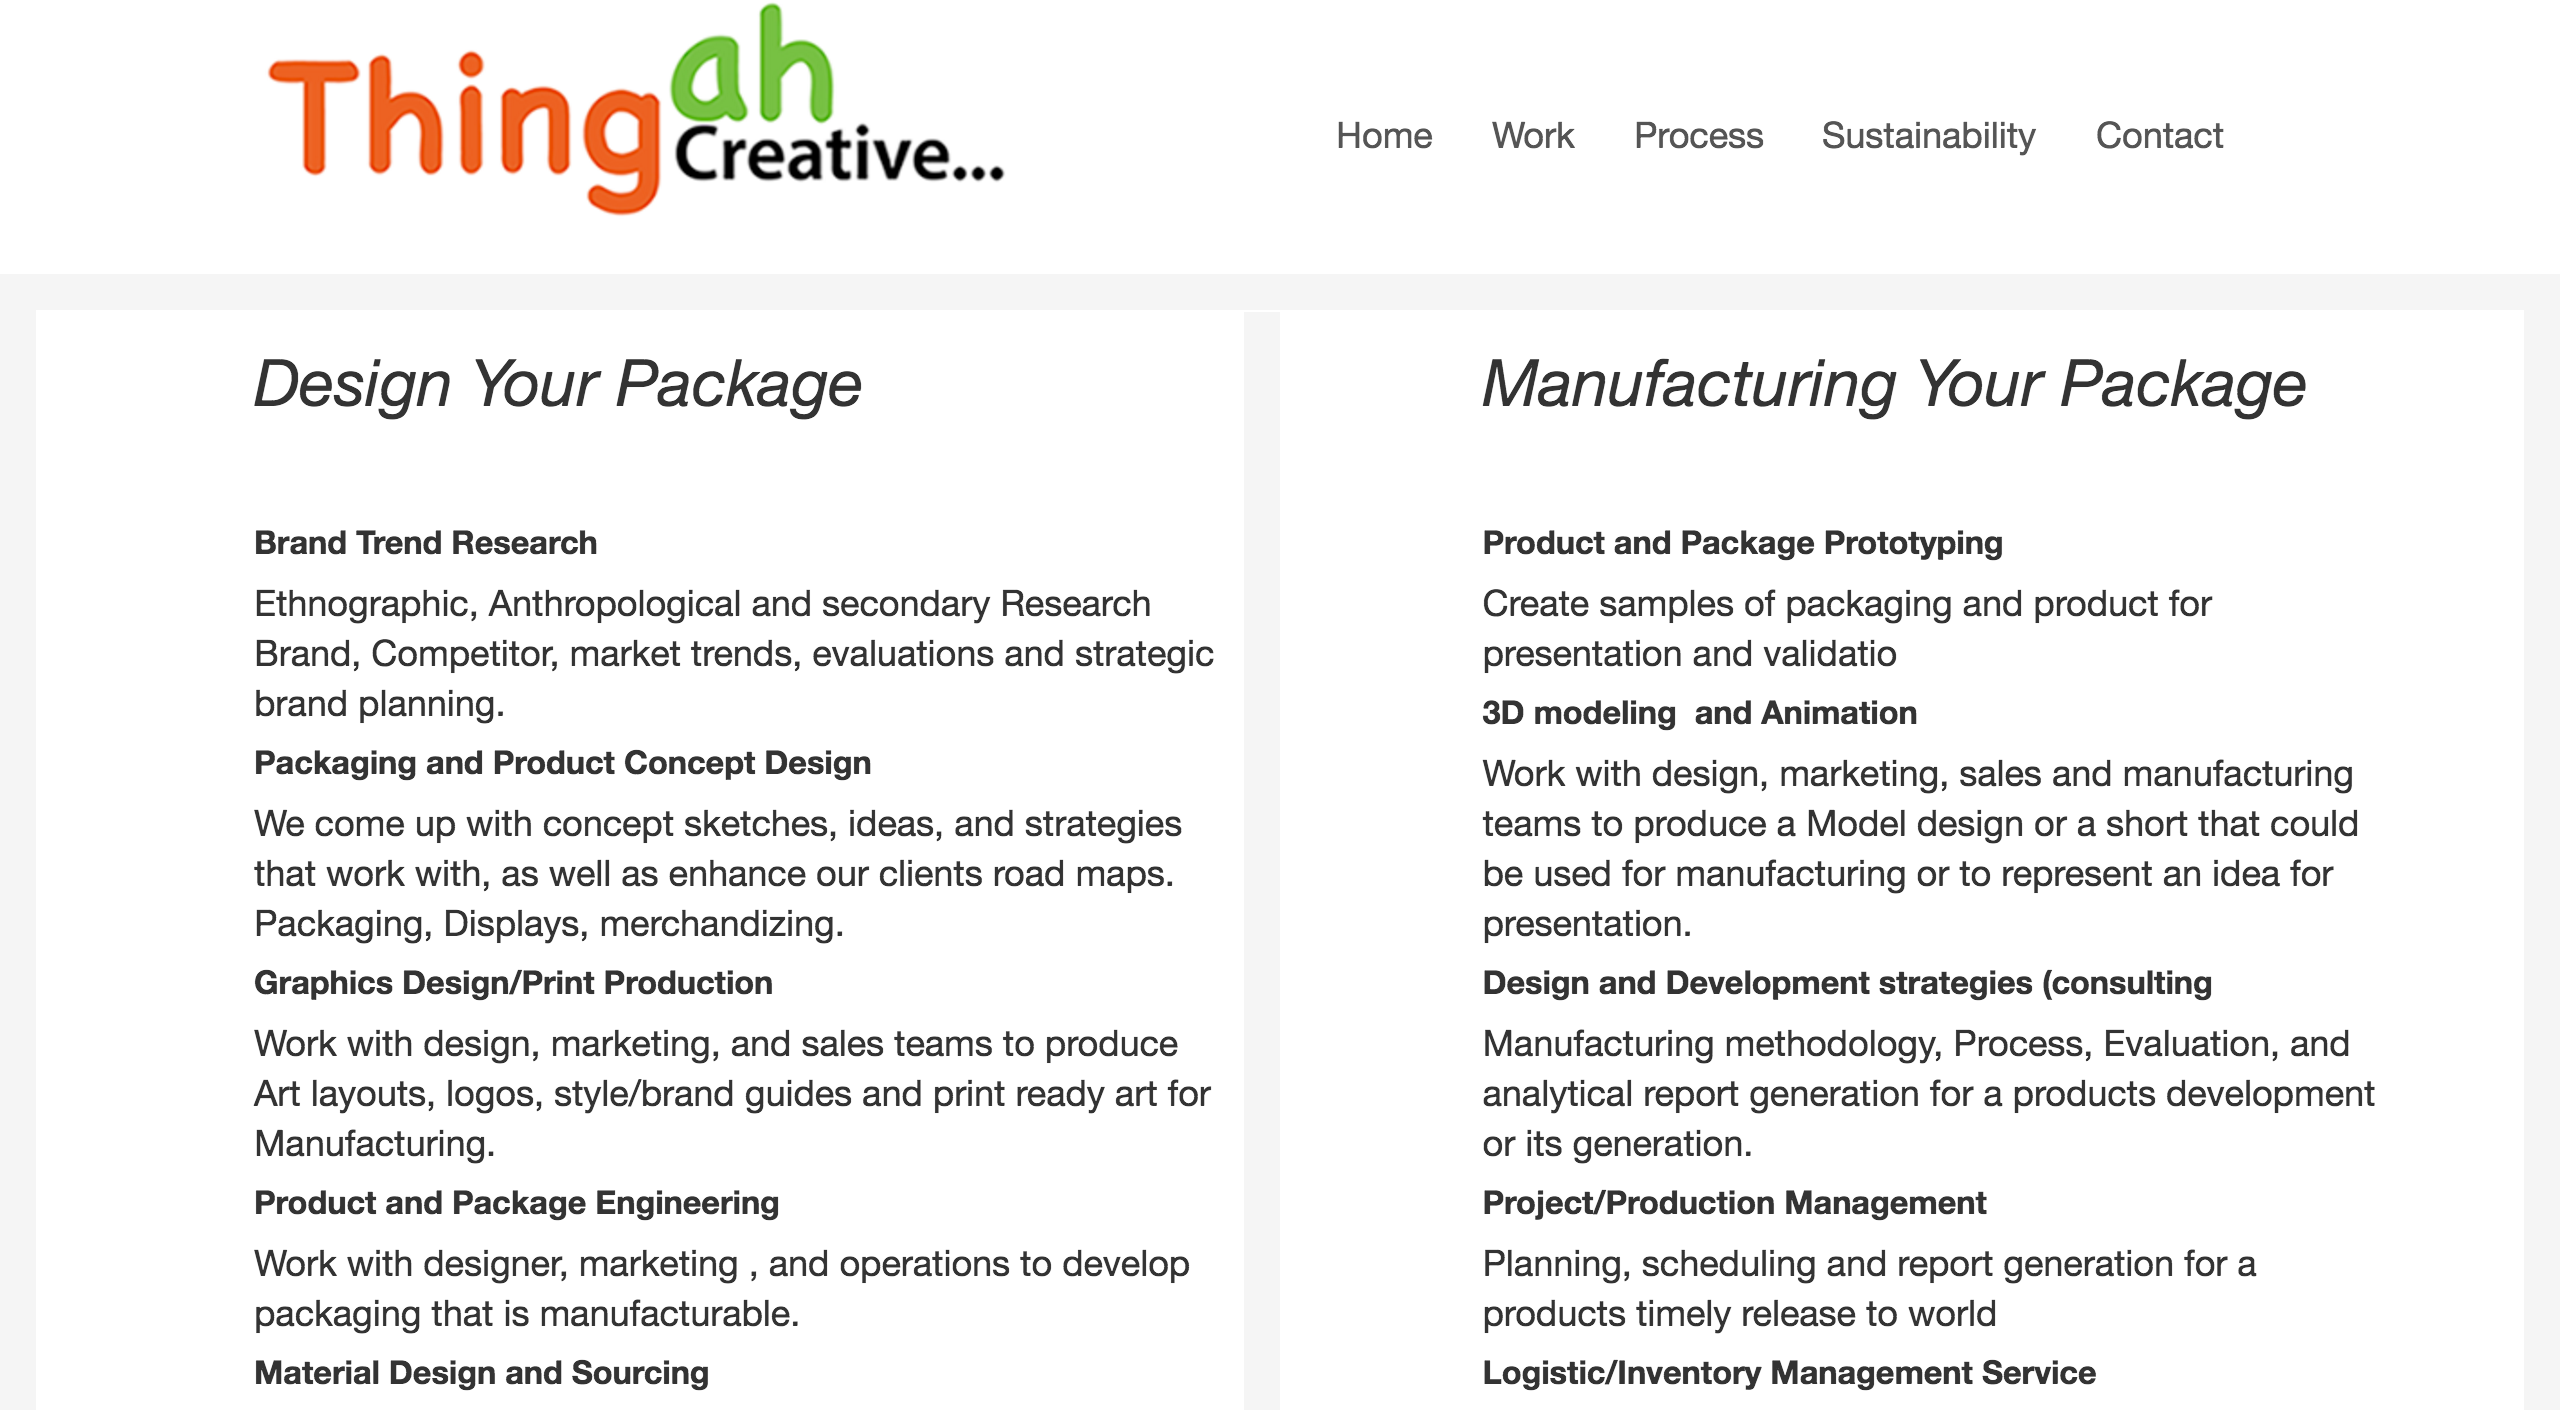 Thingah
Creative...
Home Work Process Sustainability Contact
Design Your Package
Brand Trend Research
Ethnographic, Anthropological and secondary Research
Brand, Competitor, market trends, evaluations and strategic
brand planning.
Packaging and Product Concept Design
We come up with concept sketches, ideas, and strategies
that work with, as well as enhance our clients road maps.
Packaging, Displays, merchandizing.
Graphics Design/Print Production
Work with design, marketing, and sales teams to produce
Art layouts, logos, style/brand guides and print ready art for
Manufacturing.
Product and Package Engineering
Work with designer, marketing , and operations to develop
packaging that is manufacturable.
Material Design and Sourcing
Manufacturing Your Package
Product and Package Prototyping
Create samples of packaging and product for
presentation and validatio
3D modeling  and Animation
Work with design, marketing, sales and manufacturing
teams to produce a Model design or a short that could
be used for manufacturing or to represent an idea for
presentation.
Design and Development strategies (consulting
Manufacturing methodology, Process, Evaluation, and
analytical report generation for a products development
or its generation.
Project/Production Management
Planning, scheduling and report generation for a
products timely release to world
Logistic/Inventory Management Service